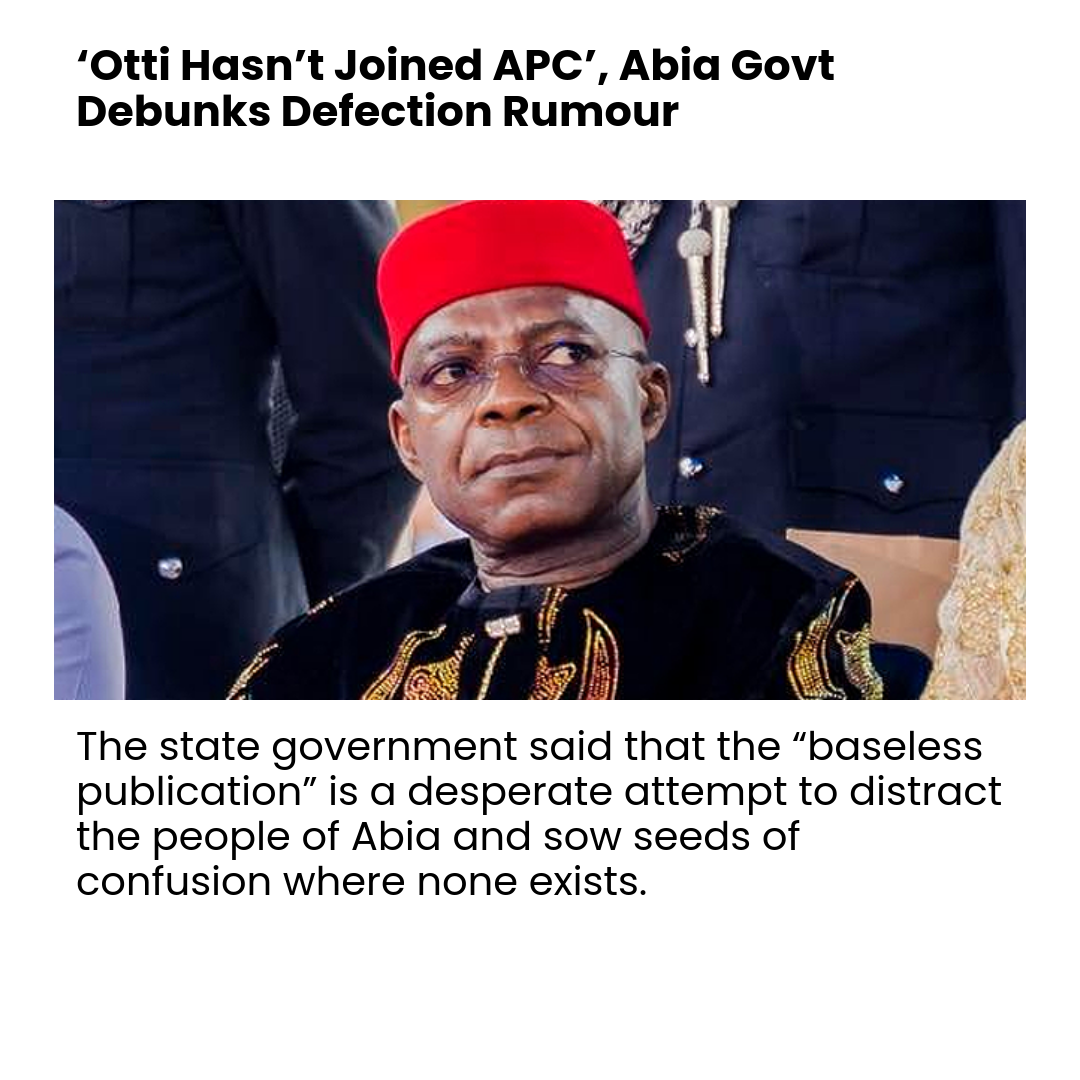 ‘Otti Hasn’t Joined APC’, Abia Govt
Debunks Defection Rumour
The state government said that the “baseless
publication” is a desperate attempt to distract
the people of Abia and sow seeds of
confusion where none exists.